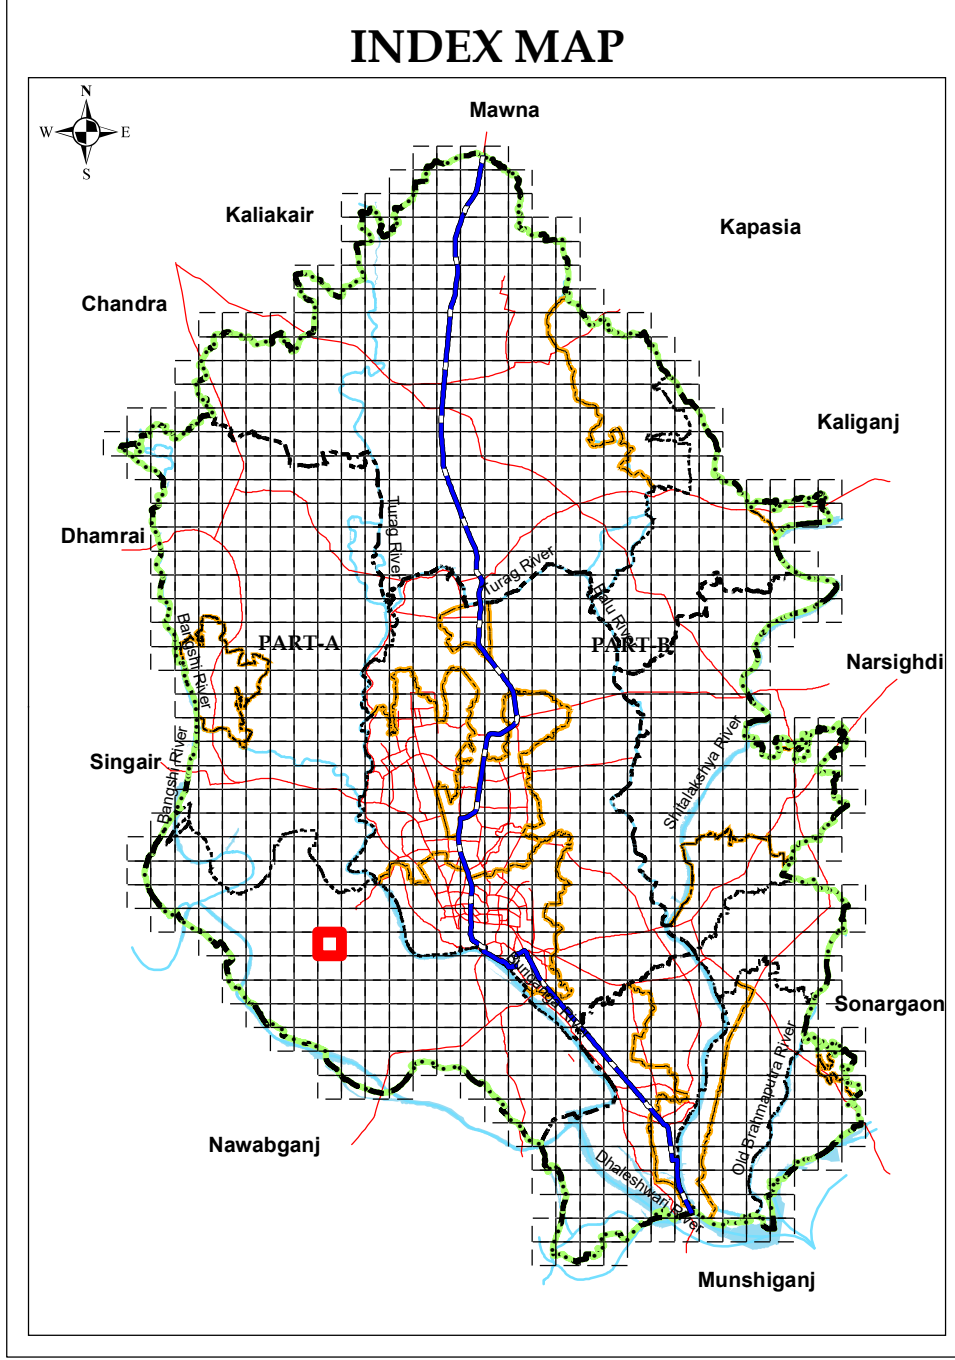 INDEX MAP
N
W E
S
Mawna
Kaliakair
Kapasia
Chandra
Kaliganj
Dhamrai
Turag River
Turag River
Balu River
Bangshi River
PART-A
PART-B
Narsighdi
Singair
Bangshi River
Shitalakshya River
Buriganga River
Sonargaon
Old Brahmaputra River
Nawabganj
Dhaleshwari River
Munshiganj